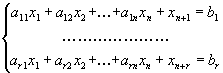 a₁₁x₁ + a₁₂x₂ +...+a₁ₙxₙ + xₙ₊₁ = b₁
.....................
aᵣ₁x₁ + aᵣ₂x₂ +...+aᵣₙxₙ + xₙ₊ᵣ = bᵣ